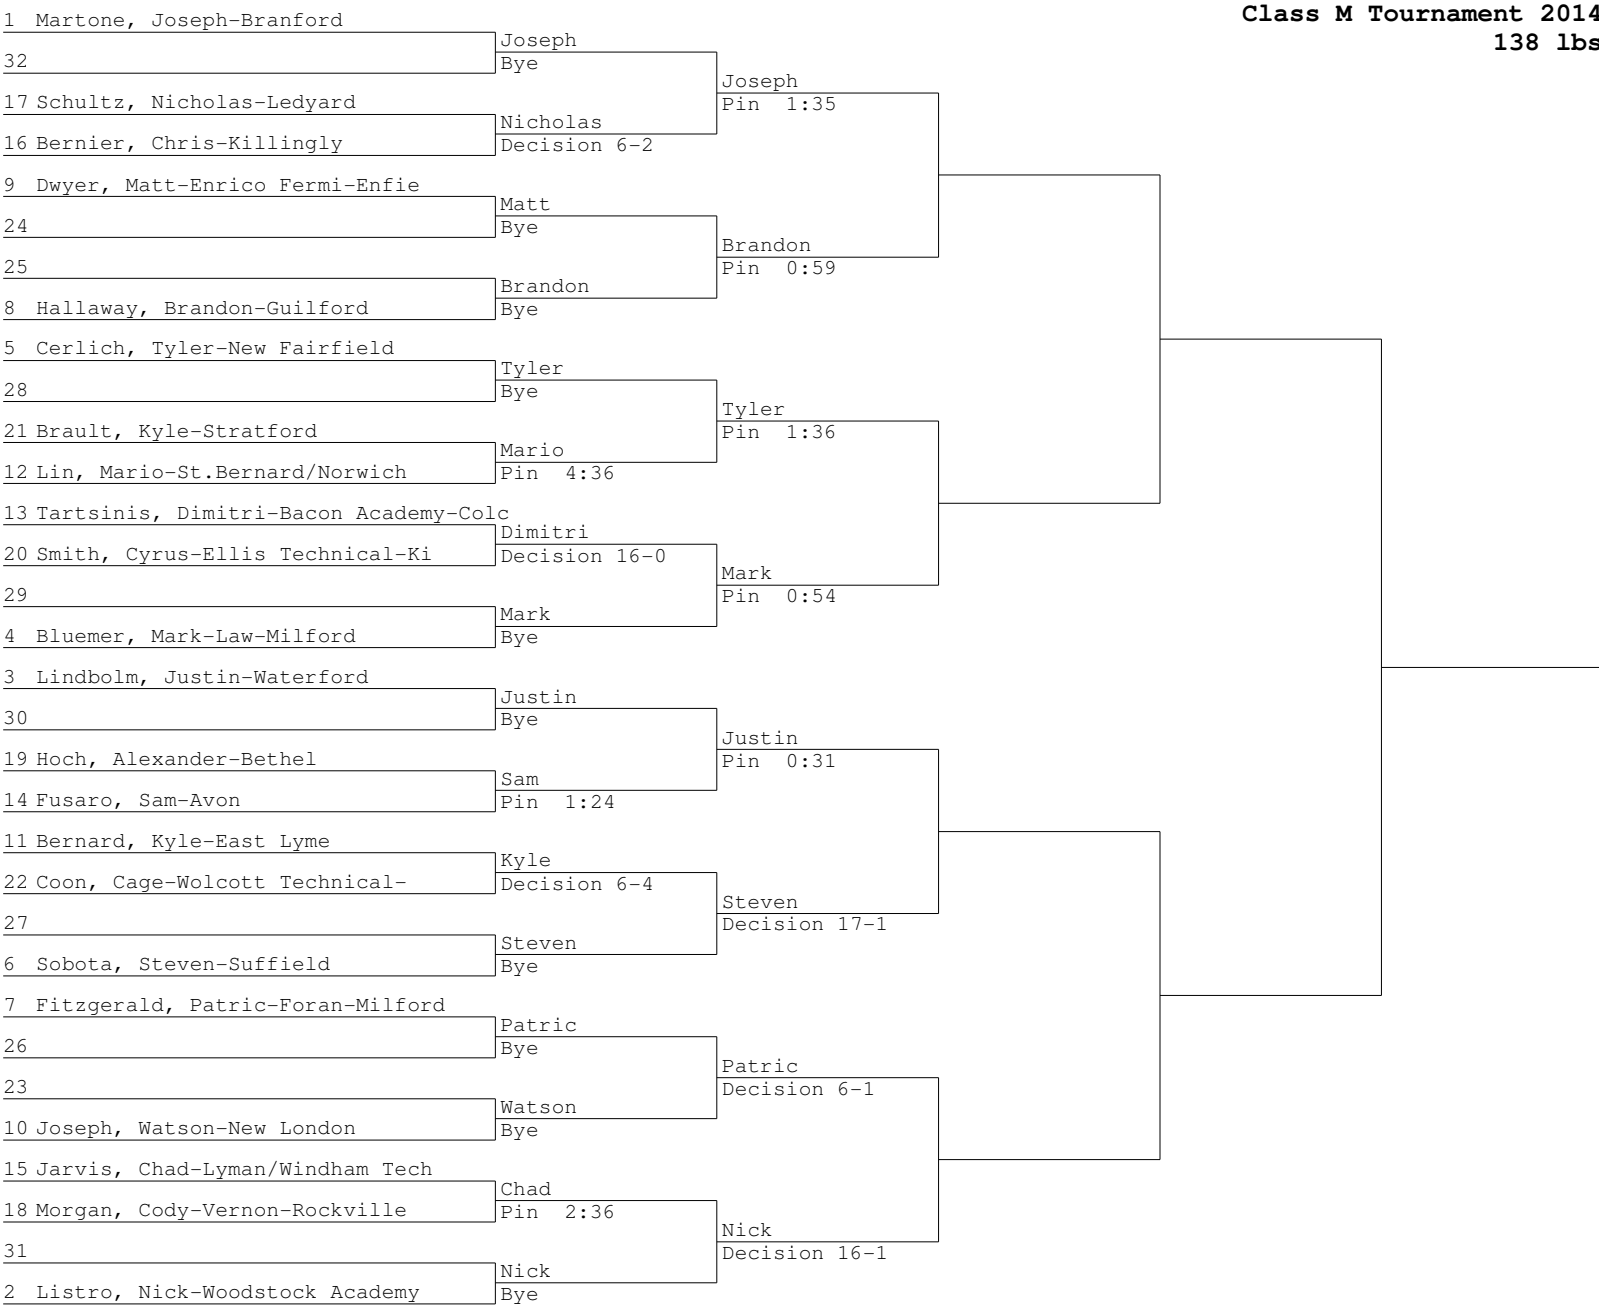 Class M Tournament 2014
138 lbs
1 Martone, Joseph-Branford
32
17 Schultz, Nicholas-Ledyard
16 Bernier, Chris-Killingly
9 Dwyer, Matt-Enrico Fermi-Enfie
24
25
8 Hallaway, Brandon-Guilford
5 Cerlich, Tyler-New Fairfield
28
21 Brault, Kyle-Stratford
12 Lin, Mario-St.Bernard/Norwich
13 Tartsinis, Dimitri-Bacon Academy-Colc
20 Smith, Cyrus-Ellis Technical-Ki
29
4 Bluemer, Mark-Law-Milford
3 Lindbolm, Justin-Waterford
30
19 Hoch, Alexander-Bethel
14 Fusaro, Sam-Avon
11 Bernard, Kyle-East Lyme
22 Coon, Cage-Wolcott Technical-
27
6 Sobota, Steven-Suffield
7 Fitzgerald, Patric-Foran-Milford
26
23
10 Joseph, Watson-New London
15 Jarvis, Chad-Lyman/Windham Tech
18 Morgan, Cody-Vernon-Rockville
31
2 Listro, Nick-Woodstock Academy
Joseph
Bye
Nicholas
Decision 6-2
Matt
Bye
Brandon
Bye
Tyler
Bye
Mario
Pin 4:36
Dimitri
Decision 16-0
Mark
Bye
Justin
Bye
Sam
Pin 1:24
Kyle
Decision 6-4
Steven
Bye
Patric
Bye
Watson
Bye
Chad
Pin 2:36
Nick
Bye
Joseph
Pin 1:35
Brandon
Pin 0:59
Tyler
Pin 1:36
Mark
Pin 0:54
Justin
Pin 0:31
Steven
Decision 17-1
Patric
Decision 6-1
Nick
Decision 16-1